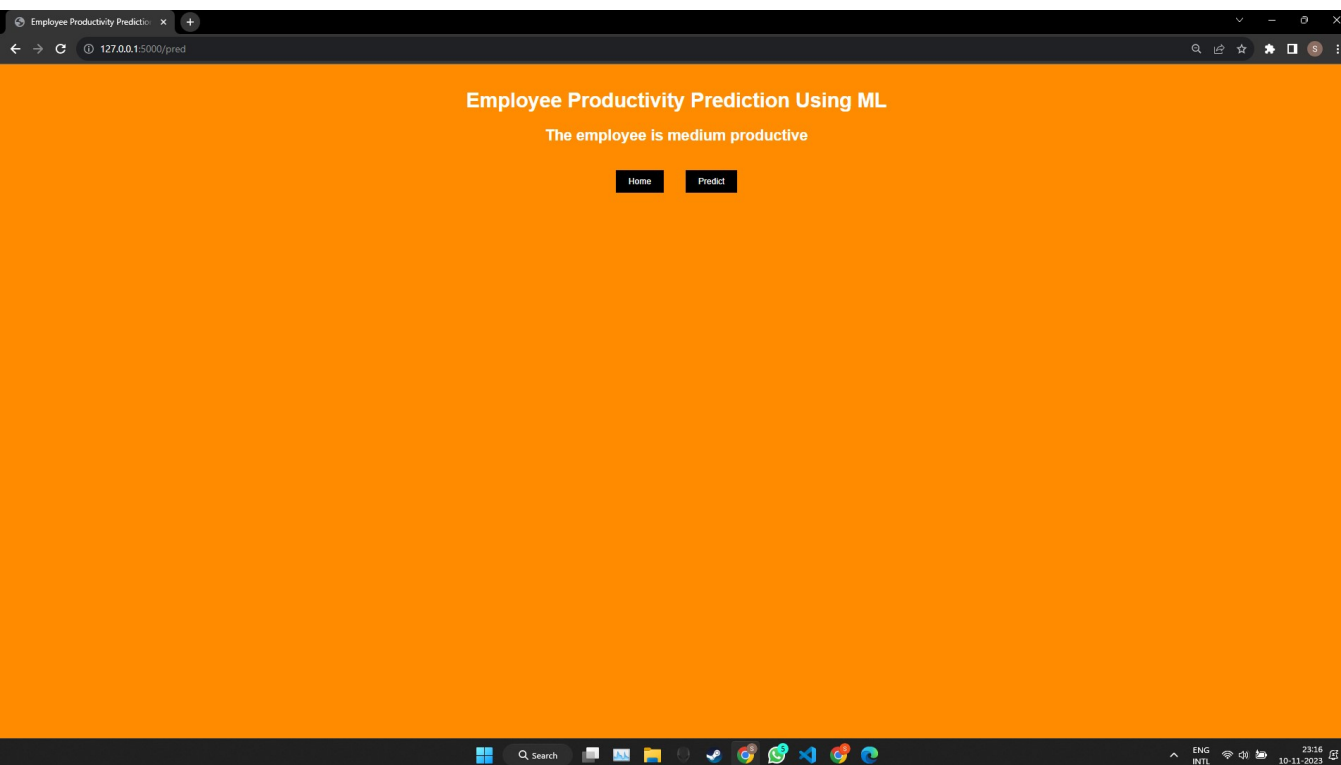 Employee Productivity Predictio
127.0.0.1:5000/pred
S
Employee Productivity Prediction Using ML
The employee is medium productive
Home Predict
Search
ENG 23:16
INTL 10-11-2023